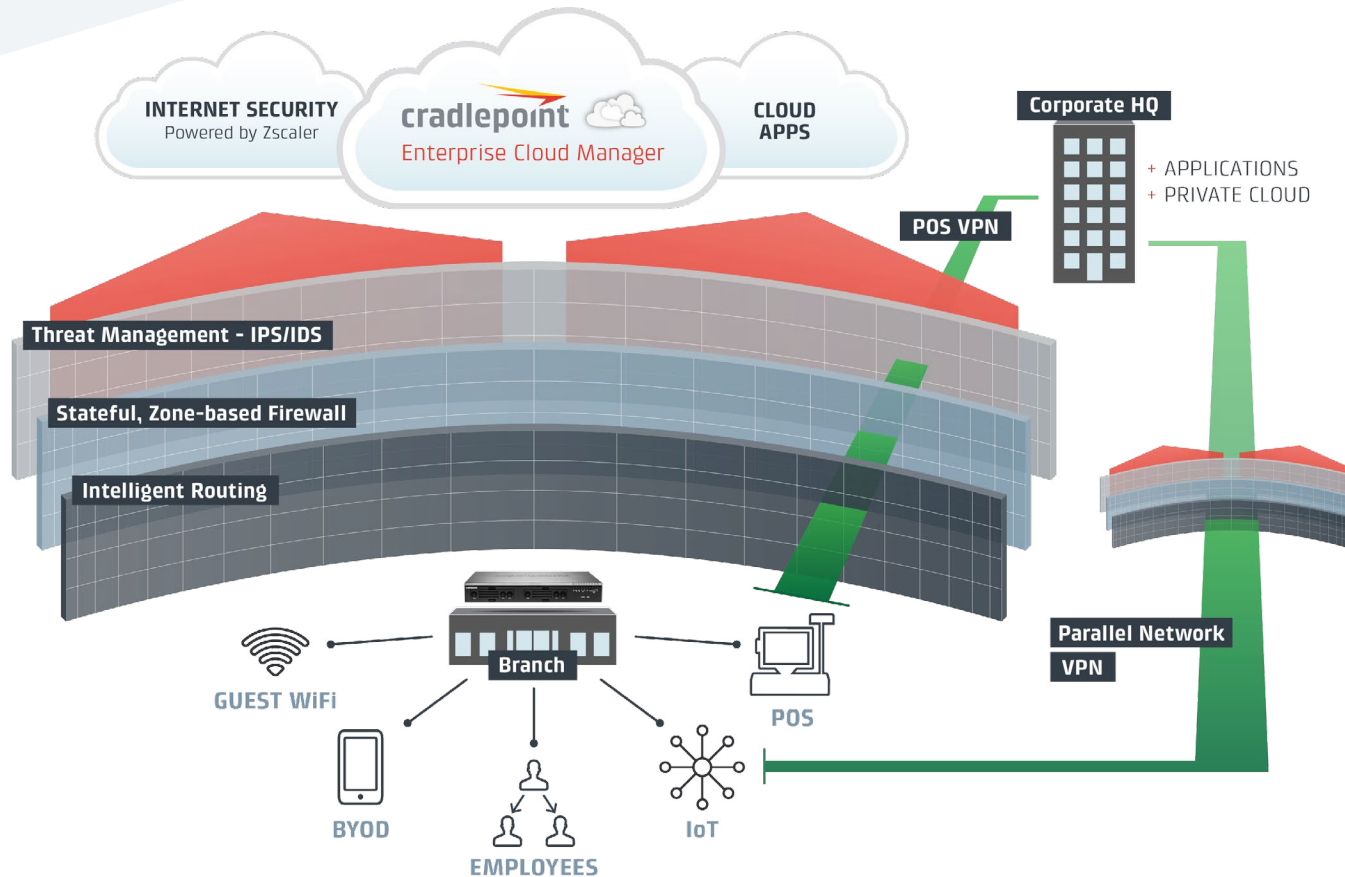 INTERNET SECURITY
Powered by Zscaler
cradlepoint
Enterprise Cloud Manager
CLOUD
APPS
Corporate HQ
+ APPLICATIONS
+ PRIVATE CLOUD
POS VPN
Threat Management - IPS/IDS
Stateful, Zone-based Firewall
Intelligent Routing
Branch
GUEST WiFi
BYOD
EMPLOYEES
IoT
POS
Parallel Network
VPN